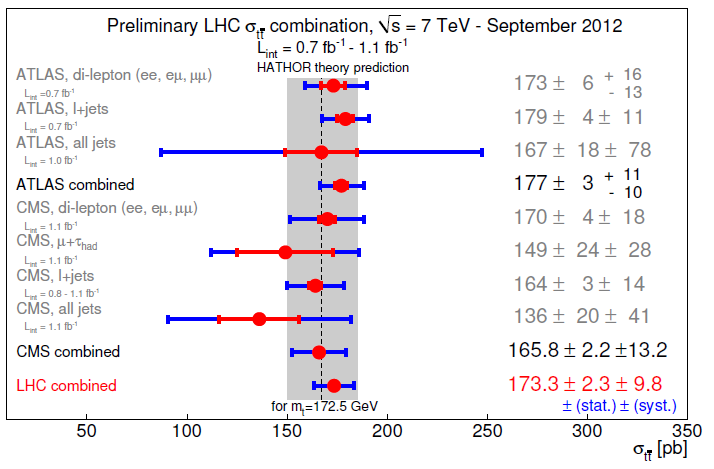 Preliminary LHC σtt̄ combination, √s = 7 TeV - September 2012
Lint = 0.7 fb-1 - 1.1 fb-1
HATHOR theory prediction
ATLAS, di-lepton (ee, eμ, μμ) 173 ± 6 + 16 - 13
Lint =0.7 fb-1
ATLAS, l+jets 179 ± 4 ± 11
Lint = 0.7 fb-1
ATLAS, all jets 167 ± 18 ± 78
Lint = 1.0 fb-1
ATLAS combined 177 ± 3 + 11 - 10
CMS, di-lepton (ee, eμ, μμ) 170 ± 4 ± 18
Lint = 1.1 fb-1
CMS, μ+τhad 149 ± 24 ± 28
Lint = 1.1 fb-1
CMS, l+jets 164 ± 3 ± 14
Lint = 0.8 - 1.1 fb-1
CMS, all jets 136 ± 20 ± 41
Lint = 1.1 fb-1
CMS combined 165.8 ± 2.2 ±13.2
LHC combined 173.3 ± 2.3 ± 9.8
for mt=172.5 GeV ± (stat.) ± (syst.)
50 100 150 200 250 300 350
σtt̄ [pb]